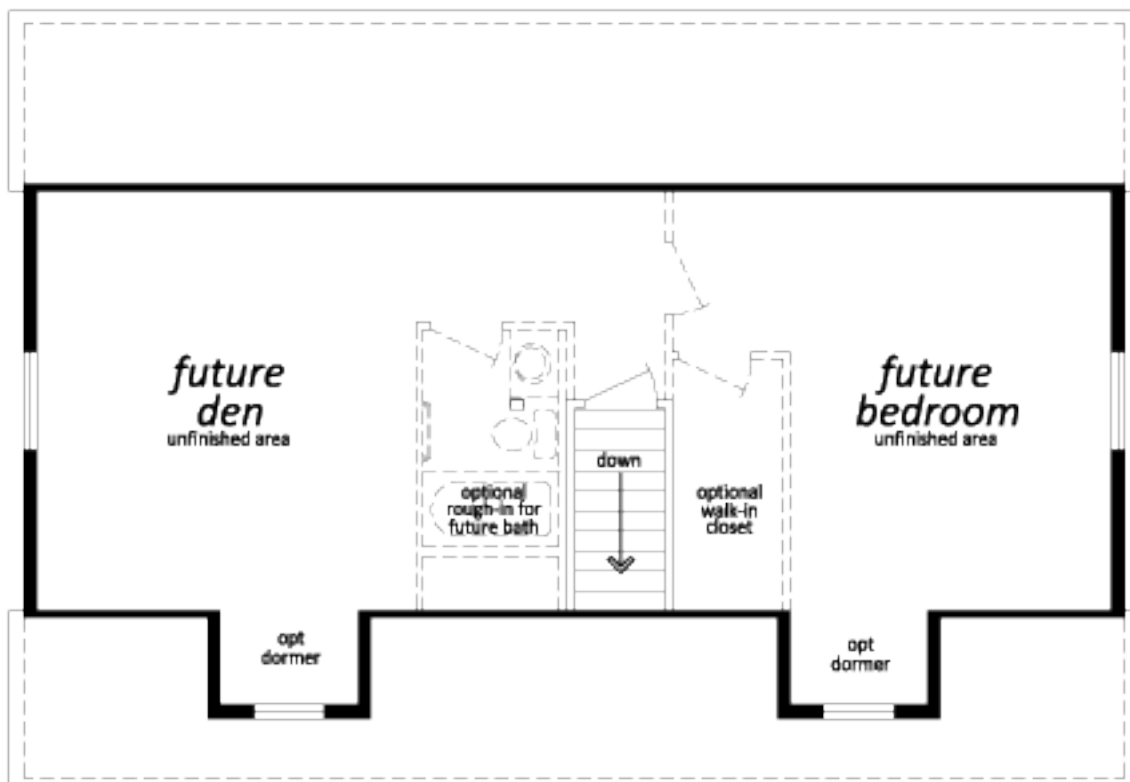 future
den
unfinished area
future
bedroom
unfinished area
down
optional
rough-in for
future bath
optional
walk-in
closet
opt
dormer
opt
dormer